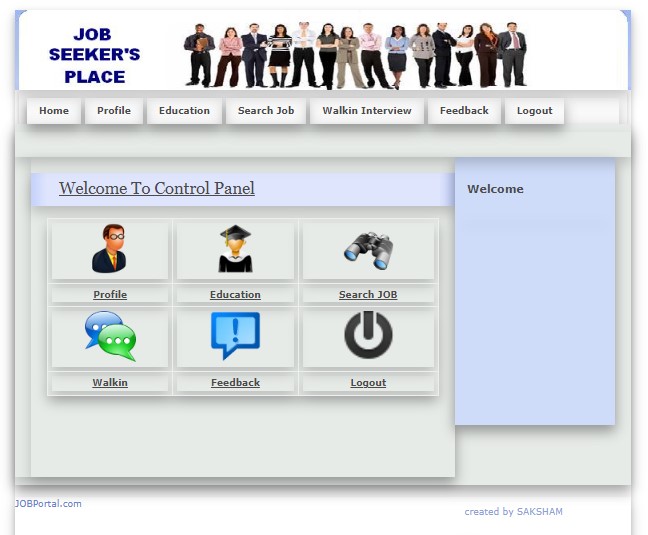 JOB
SEEKER'S
PLACE
Home Profile Education Search Job Walkin Interview Feedback Logout
Welcome To Control Panel
Welcome
Profile Education Search JOB
Walkin Feedback Logout
JOBPortal.com
created by SAKSHAM